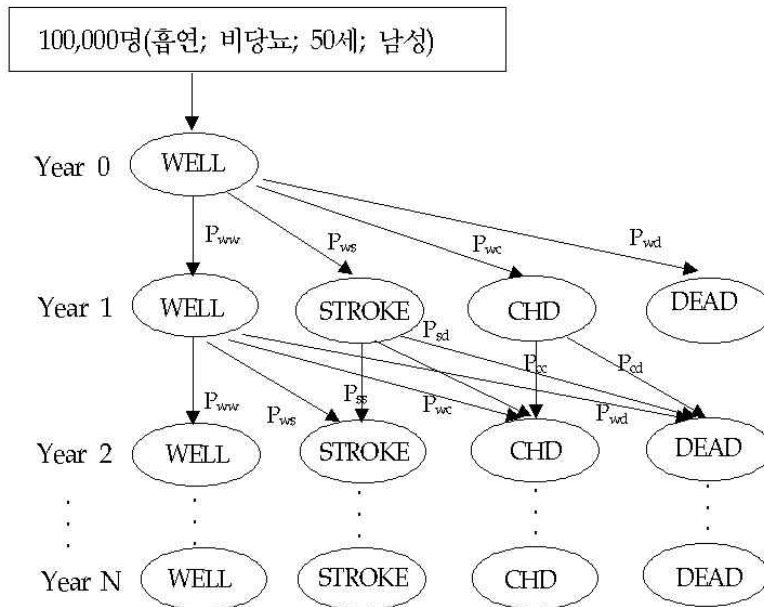 100,000명(흡연; 비당뇨; 50세; 남성)
Year 0 WELL
Pww Pws Pwc Pwd
Year 1 WELL STROKE CHD DEAD
Psd
Pww Pws Pss Pwc Pcc Pwd Pcd
Year 2 WELL STROKE CHD DEAD
Year N WELL STROKE CHD DEAD